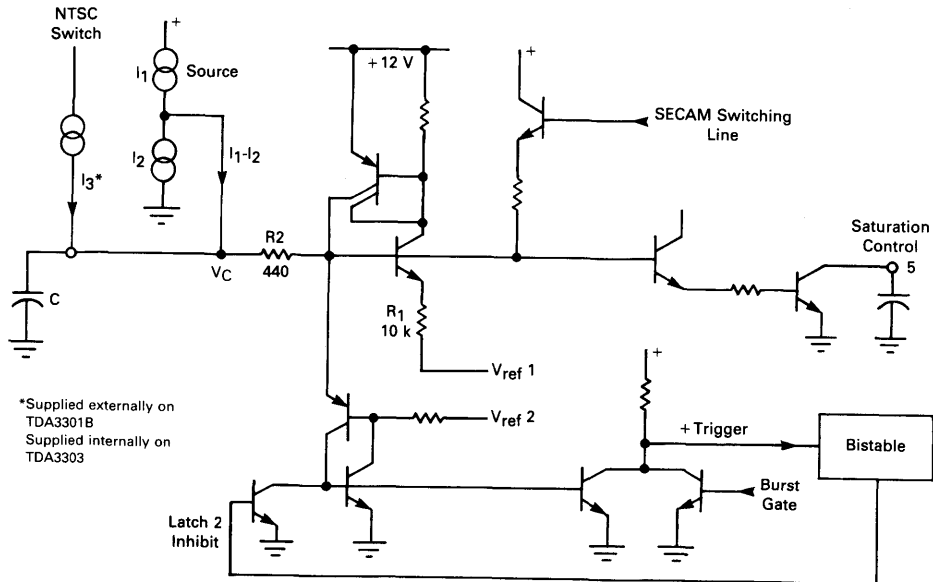 NTSC
Switch
+
I1
Source
I2
I1-I2
I3*
+12 V
+
SECAM Switching
Line
R2
440
VC
C
R1
10 k
Vref 1
Saturation
Control
5
*Supplied externally on
TDA3301B
Supplied internally on
TDA3303
Vref 2
+
+ Trigger
Bistable
Burst
Gate
Latch 2
Inhibit